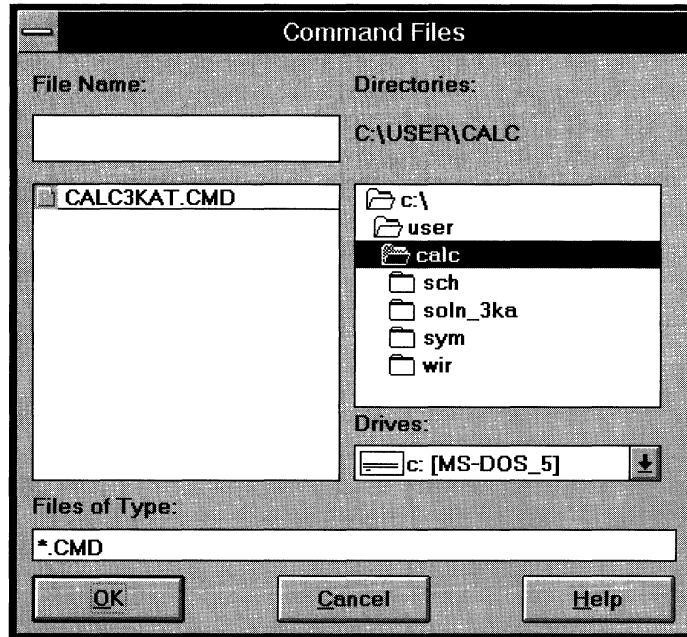 Command Files
File Name:
Directories:
C:\USER\CALC
CALC3KAT.CMD
c:\
user
calc
sch
soln_3ka
sym
wir
Drives:
c: [MS-DOS_5]
Files of Type:
*.CMD
OK
Cancel
Help